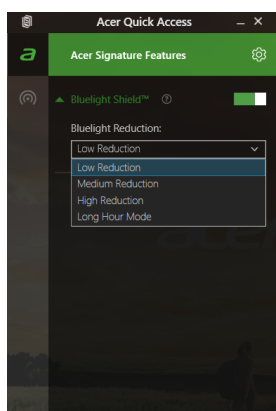 Acer Quick Access
a
Acer Signature Features
Bluelight Shield™ ?
Bluelight Reduction:
Low Reduction
Low Reduction
Medium Reduction
High Reduction
Long Hour Mode